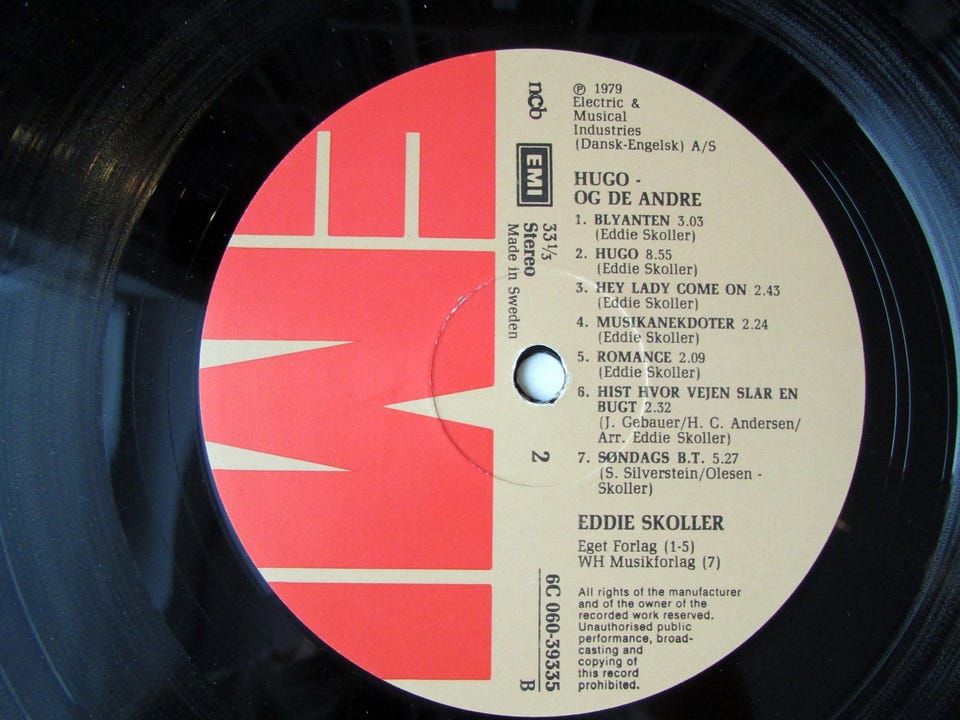 ℗ 1979
Electric &
Musical
Industries
(Dansk-Engelsk) A/S
HUGO -
OG DE ANDRE
1. BLYANTEN 3.03
(Eddie Skoller)
2. HUGO 8.55
(Eddie Skoller)
3. HEY LADY COME ON 2.43
(Eddie Skoller)
4. MUSIKANEKDOTER 2.24
(Eddie Skoller)
5. ROMANCE 2.09
(Eddie Skoller)
6. HIST HVOR VEJEN SLAR EN
BUGT 2.32
(J. Gebauer/H. C. Andersen/
Arr. Eddie Skoller)
7. SØNDAGS B.T. 5.27
(S. Silverstein/Olesen -
Skoller)
EDDIE SKOLLER
Eget Forlag (1-5)
WH Musikforlag (7)
All rights of the manufacturer
and of the owner of the
recorded work reserved.
Unauthorised public
performance, broad-
casting and
copying of
this record
prohibited.
ncb
EMI
33 1/3
Stereo
Made in Sweden
2
6C 060-39335
B
EMI